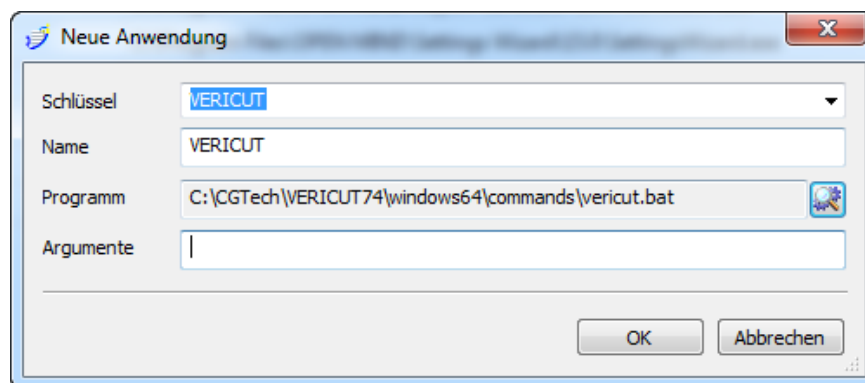 Neue Anwendung
Schlüssel VERICUT
Name VERICUT
Programm C:\CGTech\VERICUT74\windows64\commands\vericut.bat
Argumente
OK Abbrechen